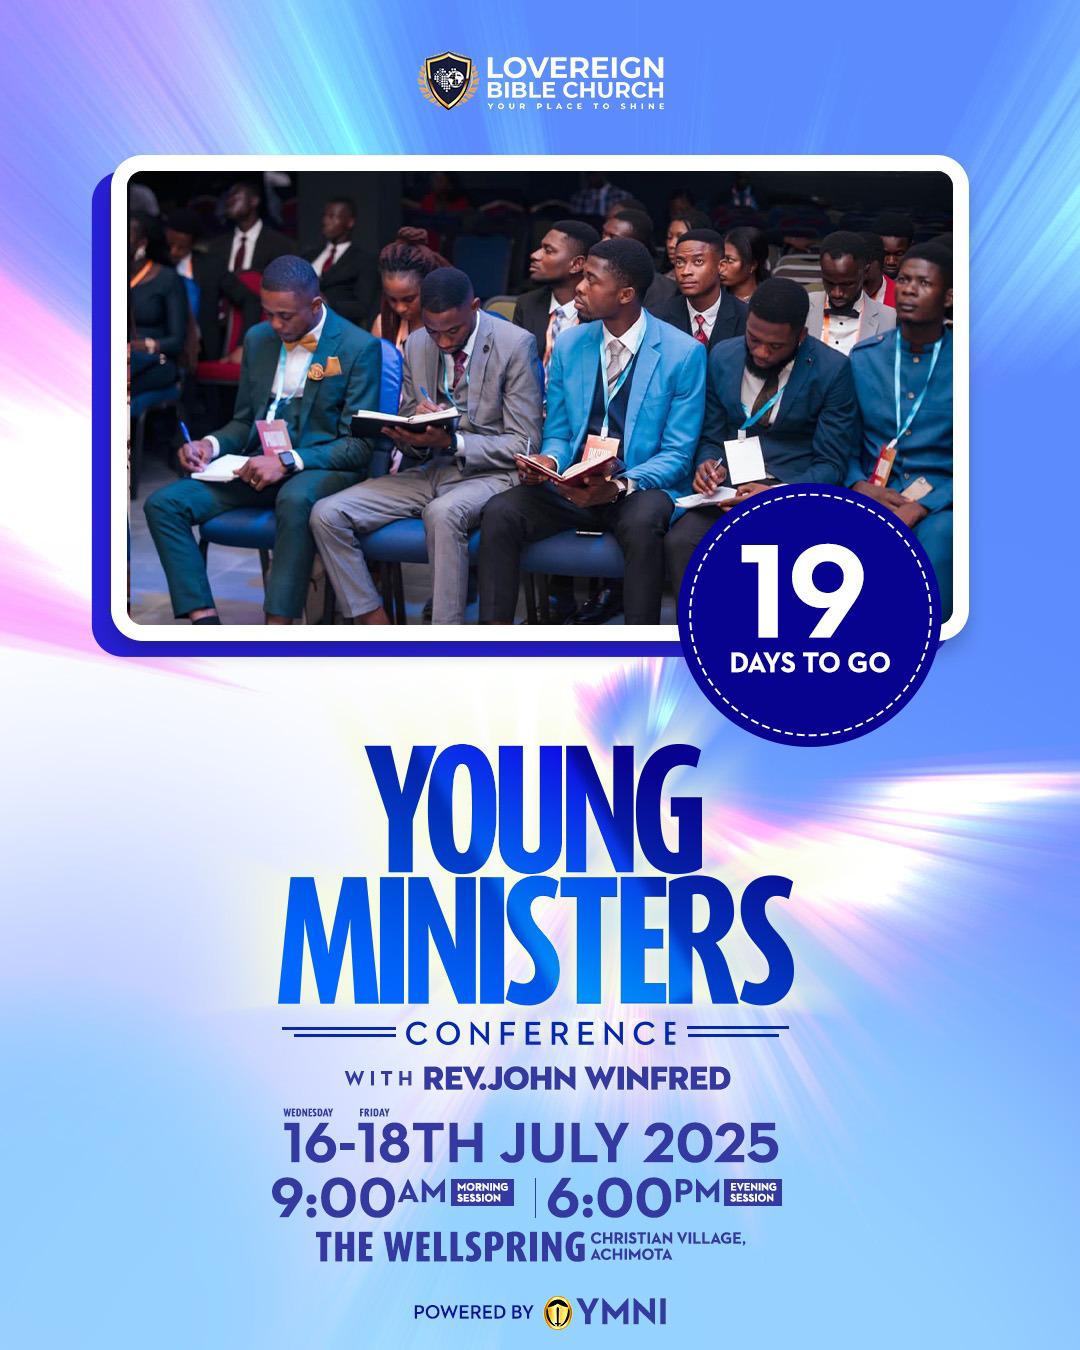 LOVEREIGN
BIBLE CHURCH
YOUR PLACE TO SHINE
19
DAYS TO GO
YOUNG
MINISTERS
CONFERENCE
WITH REV.JOHN WINFRED
WEDNESDAY FRIDAY
16-18TH JULY 2025
9:00AM MORNING SESSION | 6:00PM EVENING SESSION
THE WELLSPRING CHRISTIAN VILLAGE, ACHIMOTA
POWERED BY YMNI